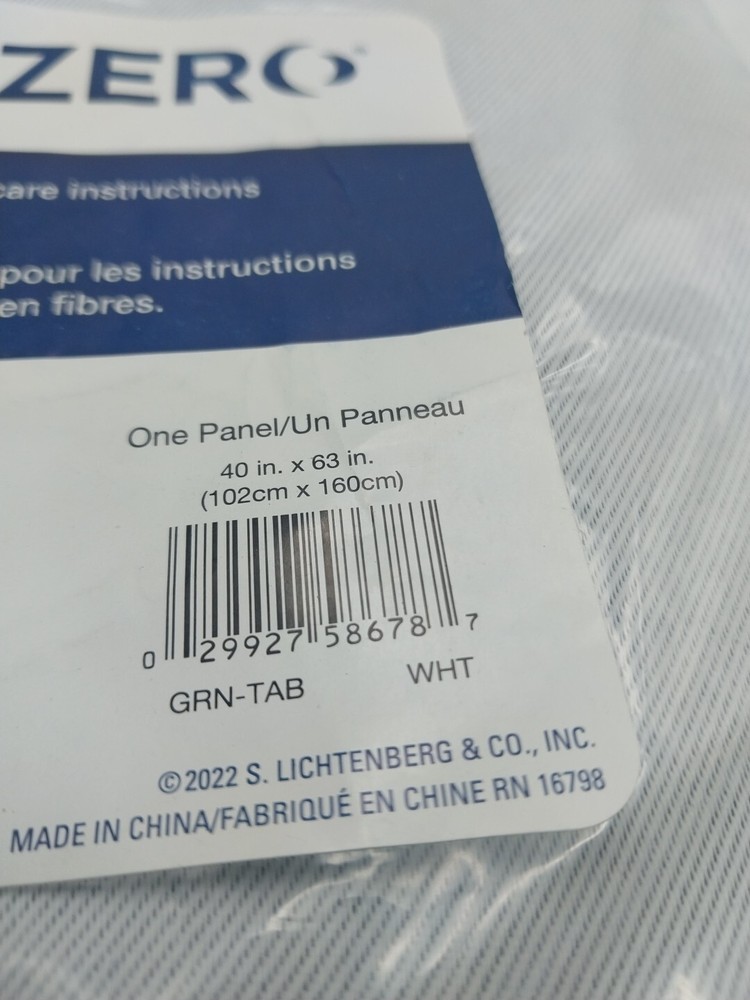 ZERO
care instructions
pour les instructions
en fibres.
One Panel/Un Panneau
40 in. x 63 in.
(102cm x 160cm)
0 29927 58678 7
GRN-TAB WHT
©2022 S. LICHTENBERG & CO., INC.
MADE IN CHINA/FABRIQUÉ EN CHINE RN 16798